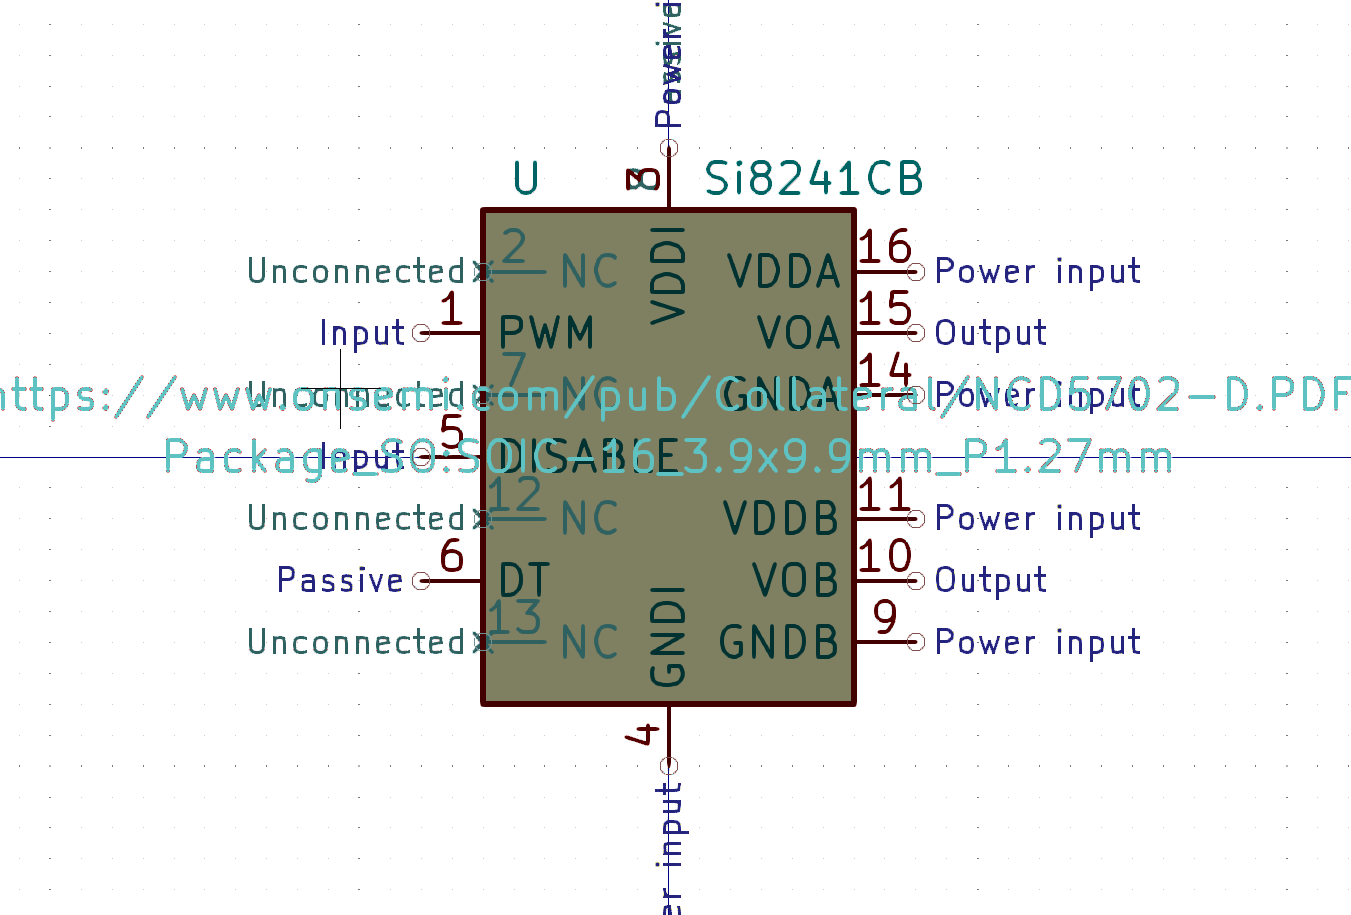 Power
U Si8241CB
3
VDDI
Unconnected 2 NC VDDA 16 Power input
Input 1 PWM VOA 15 Output
Unconnected 7 NC GNDA 14 Power input
https://www.onsemi.com/pub/Collateral/NCD5702-D.PDF
Input 5 DISABLE
Package_SO:SOIC-16_3.9x9.9mm_P1.27mm
Unconnected 12 NC VDDB 11 Power input
Passive 6 DT VOB 10 Output
Unconnected 13 NC GNDB 9 Power input
GNDI
4
er input